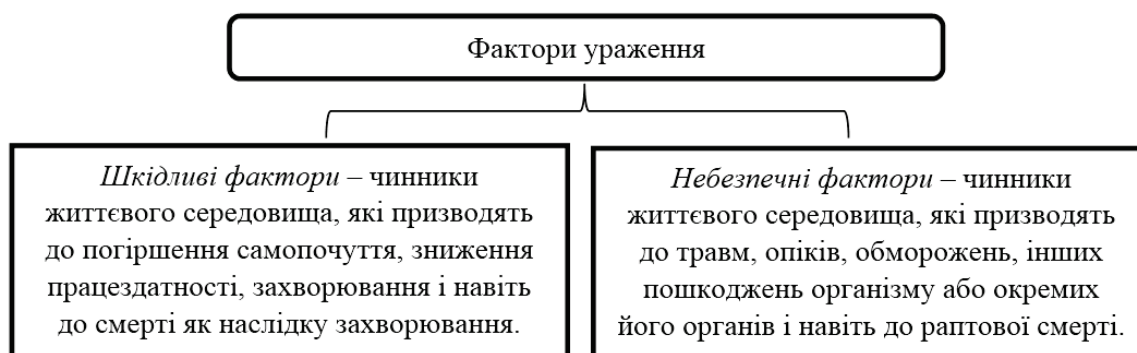 Фактори ураження
Шкідливі фактори – чинники
життєвого середовища, які призводять
до погіршення самопочуття, зниження
працездатності, захворювання і навіть
до смерті як наслідку захворювання.
Небезпечні фактори – чинники
життєвого середовища, які призводять
до травм, опіків, обморожень, інших
пошкоджень організму або окремих
його органів і навіть до раптової смерті.